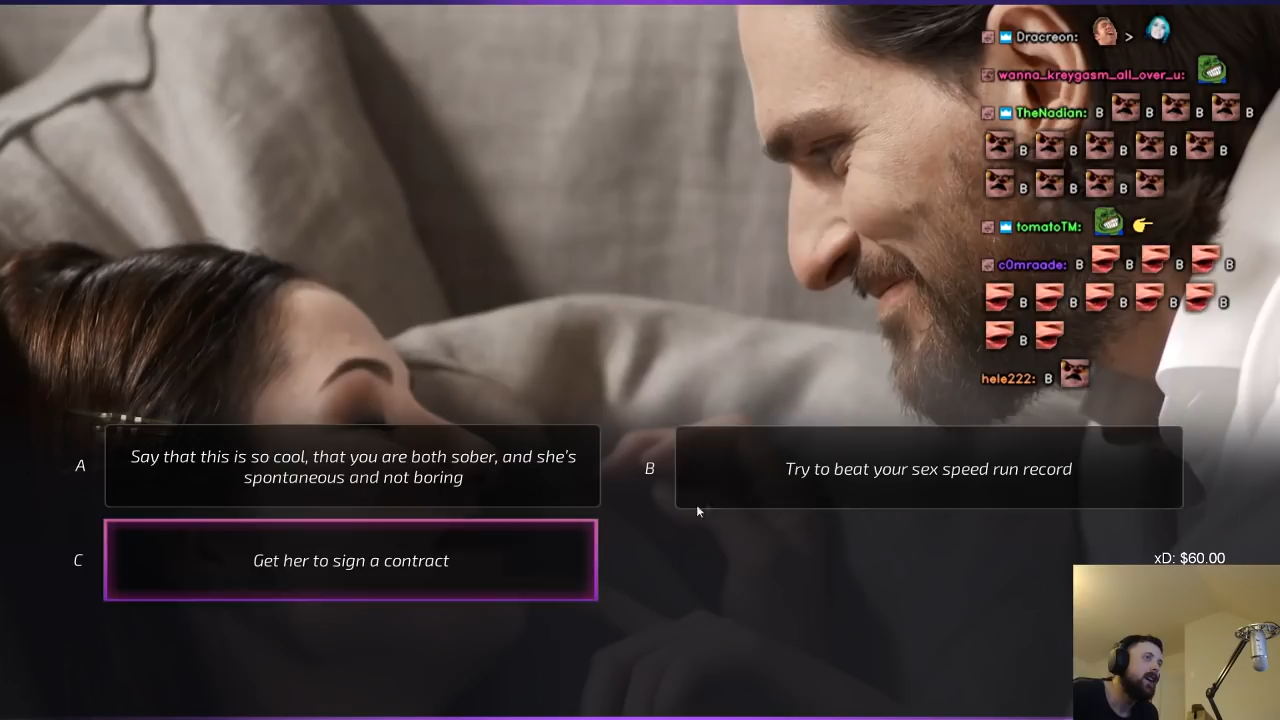 Dracreon: >
wanna_kreygasm_all_over_u:
TheNadian: B B B B
B B B B B
B B B
tomatoTM:
c0mraade: B B B B
B B B B B
B
hele222: B
A
Say that this is so cool, that you are both sober, and she's
spontaneous and not boring
B
Try to beat your sex speed run record
C
Get her to sign a contract
xD: $60.00